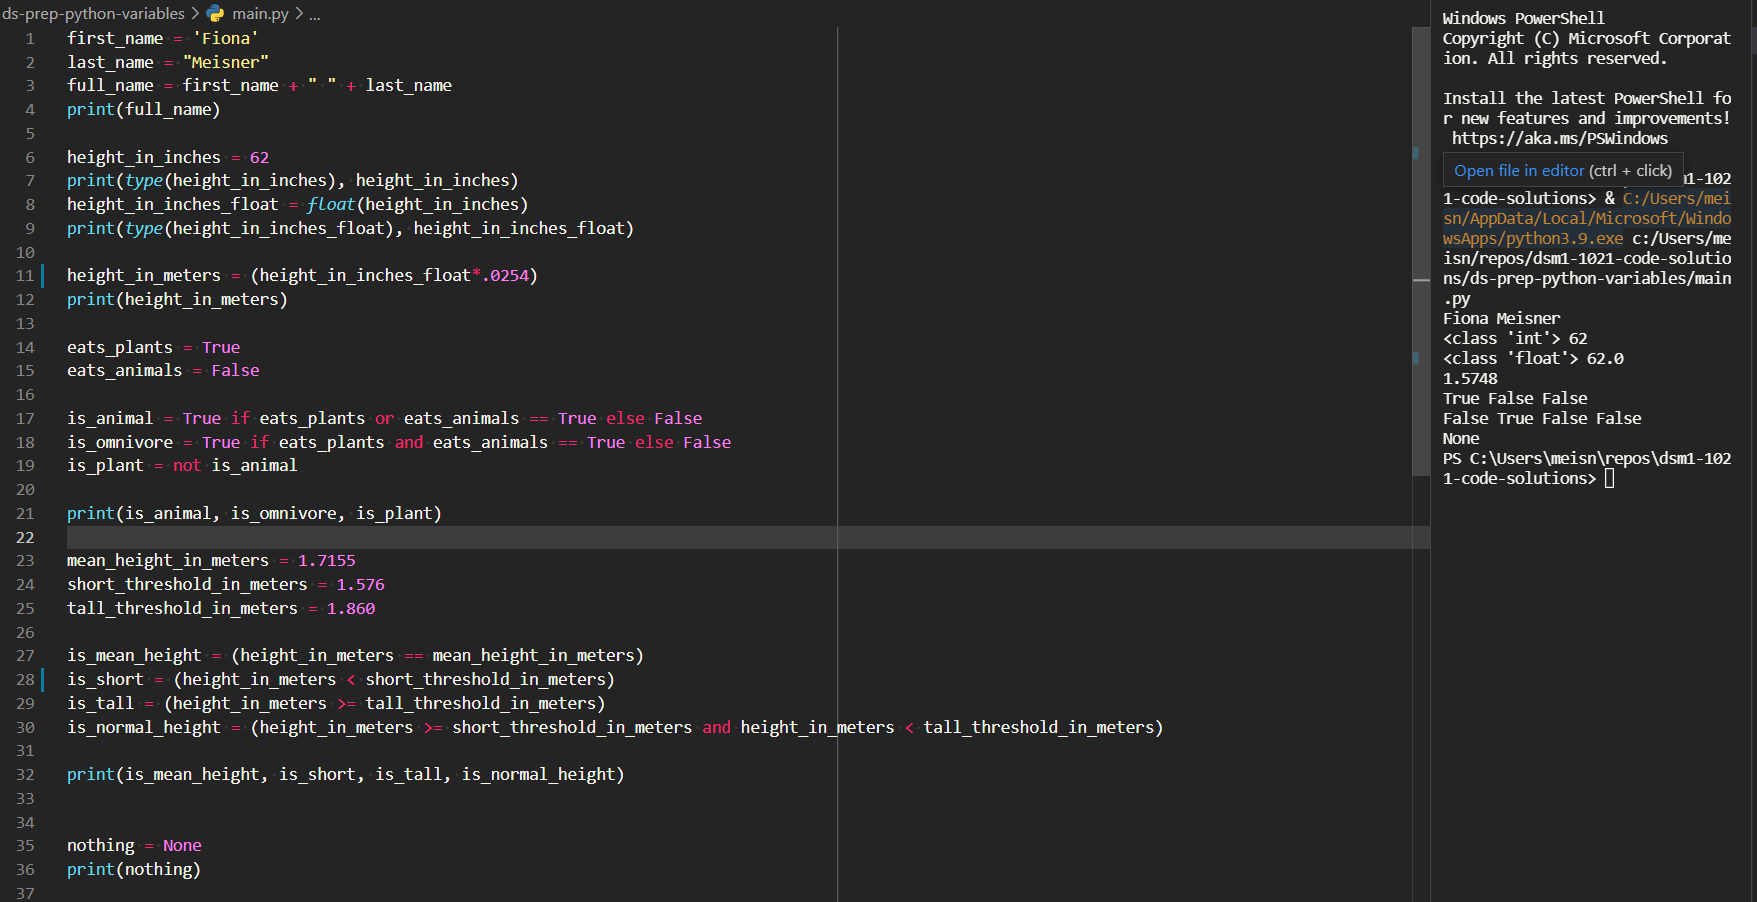 ds-prep-python-variables > main.py > ...
1 first_name = 'Fiona'
2 last_name = "Meisner"
3 full_name = first_name + " " + last_name
4 print(full_name)
5
6 height_in_inches = 62
7 print(type(height_in_inches), height_in_inches)
8 height_in_inches_float = float(height_in_inches)
9 print(type(height_in_inches_float), height_in_inches_float)
10
11 height_in_meters = (height_in_inches_float*.0254)
12 print(height_in_meters)
13
14 eats_plants = True
15 eats_animals = False
16
17 is_animal = True if eats_plants or eats_animals == True else False
18 is_omnivore = True if eats_plants and eats_animals == True else False
19 is_plant = not is_animal
20
21 print(is_animal, is_omnivore, is_plant)
22
23 mean_height_in_meters = 1.7155
24 short_threshold_in_meters = 1.576
25 tall_threshold_in_meters = 1.860
26
27 is_mean_height = (height_in_meters == mean_height_in_meters)
28 is_short = (height_in_meters < short_threshold_in_meters)
29 is_tall = (height_in_meters >= tall_threshold_in_meters)
30 is_normal_height = (height_in_meters >= short_threshold_in_meters and height_in_meters < tall_threshold_in_meters)
31
32 print(is_mean_height, is_short, is_tall, is_normal_height)
33
34
35 nothing = None
36 print(nothing)
37
Windows PowerShell
Copyright (C) Microsoft Corporat
ion. All rights reserved.
Install the latest PowerShell fo
r new features and improvements!
https://aka.ms/PSWindows
Open file in editor (ctrl + click)
m1-102
1-code-solutions> & C:/Users/mei
sn/AppData/Local/Microsoft/Windo
wsApps/python3.9.exe c:/Users/me
isn/repos/dsm1-1021-code-solutio
ns/ds-prep-python-variables/main
.py
Fiona Meisner
<class 'int'> 62
<class 'float'> 62.0
1.5748
True False False
False True False False
None
PS C:\Users\meisn\repos\dsm1-102
1-code-solutions>